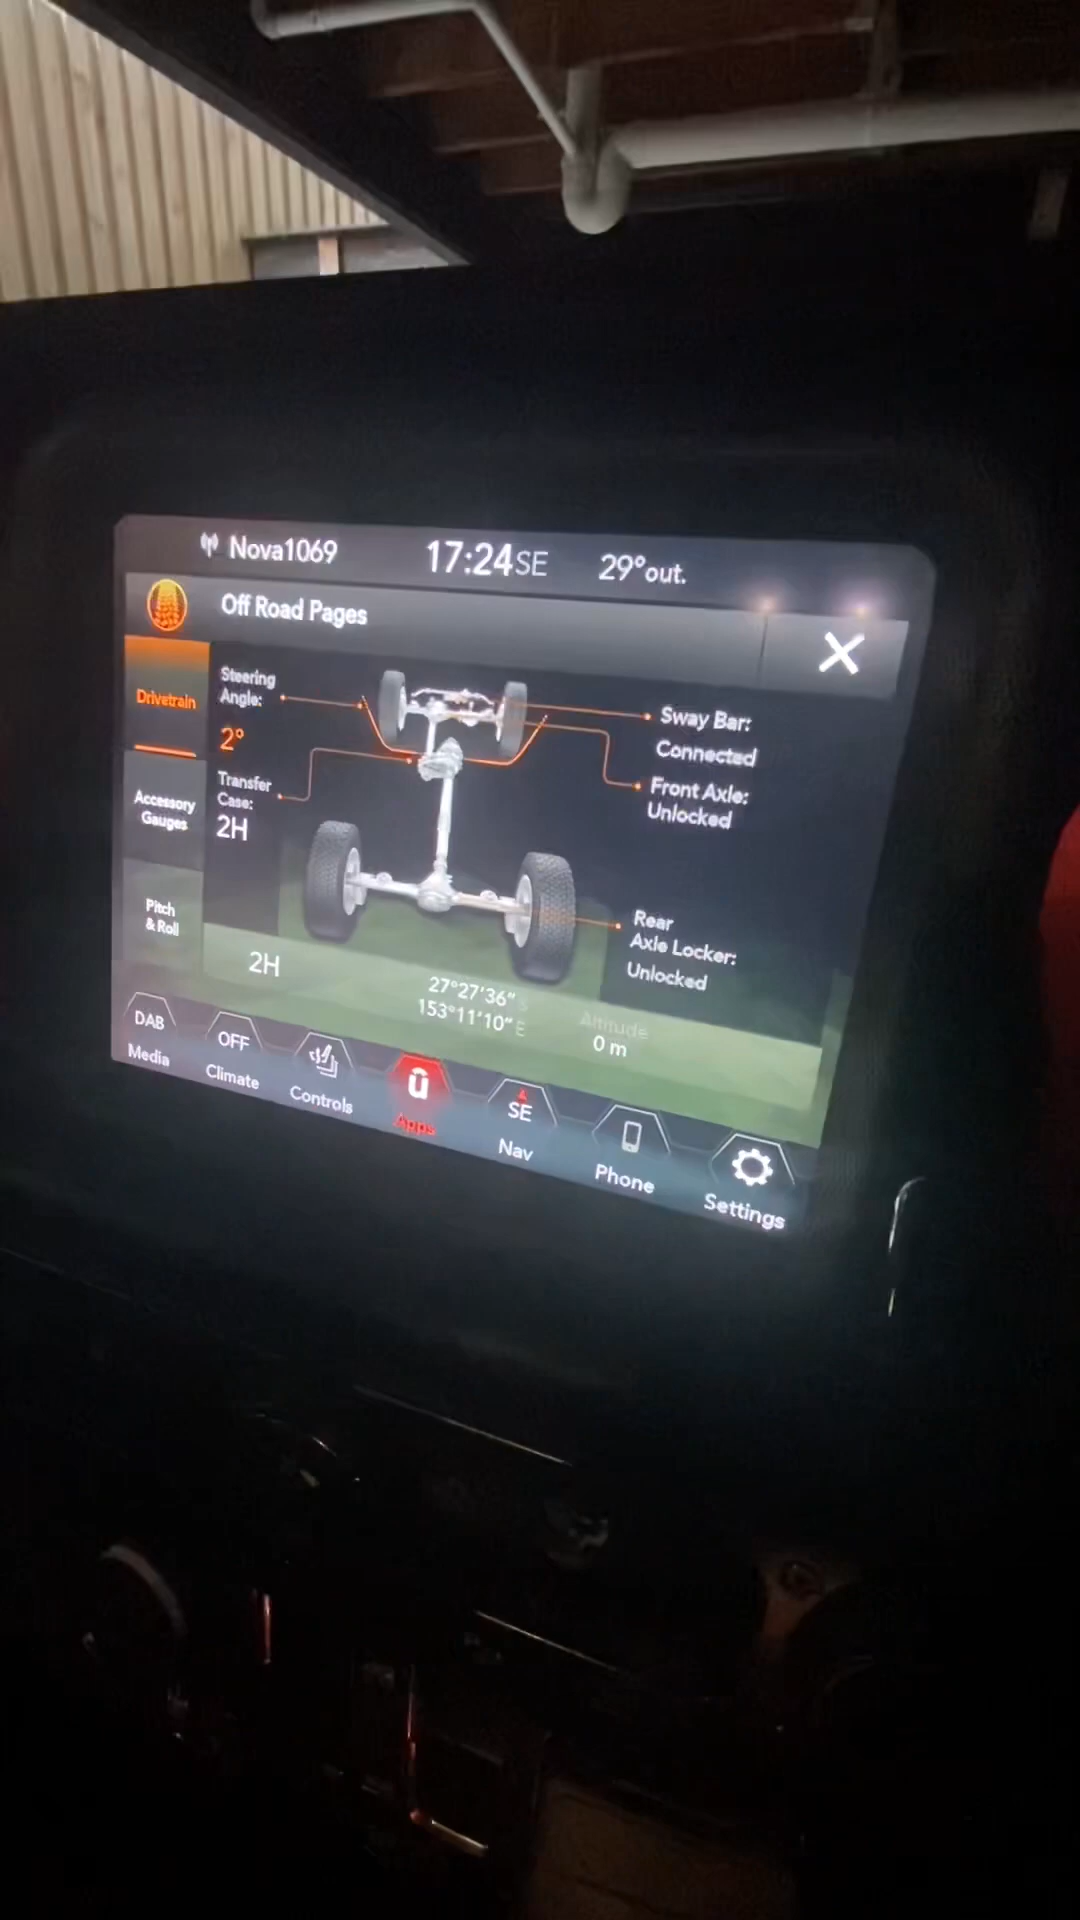 Nova1069
17:24 SE
29° out.
Off Road Pages
Drivetrain
Accessory
Gauges
Pitch
& Roll
Steering
Angle:
2°
Transfer
Case:
2H
Sway Bar:
Connected
Front Axle:
Unlocked
Rear
Axle Locker:
Unlocked
2H
27°27'36" S
153°11'10" E
Altitude
0 m
DAB
Media
OFF
Climate
Controls
û
Apps
SE
Nav
Phone
Settings